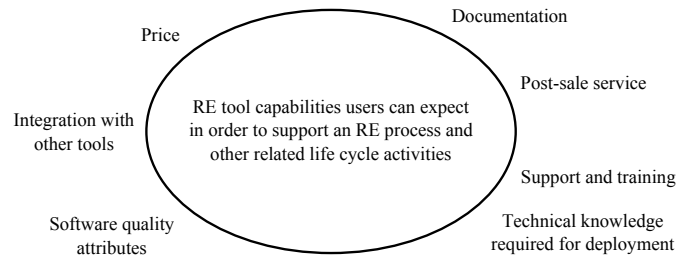 Documentation
Price
Post-sale service
RE tool capabilities users can expect
in order to support an RE process and
other related life cycle activities
Integration with
other tools
Support and training
Software quality
attributes
Technical knowledge
required for deployment